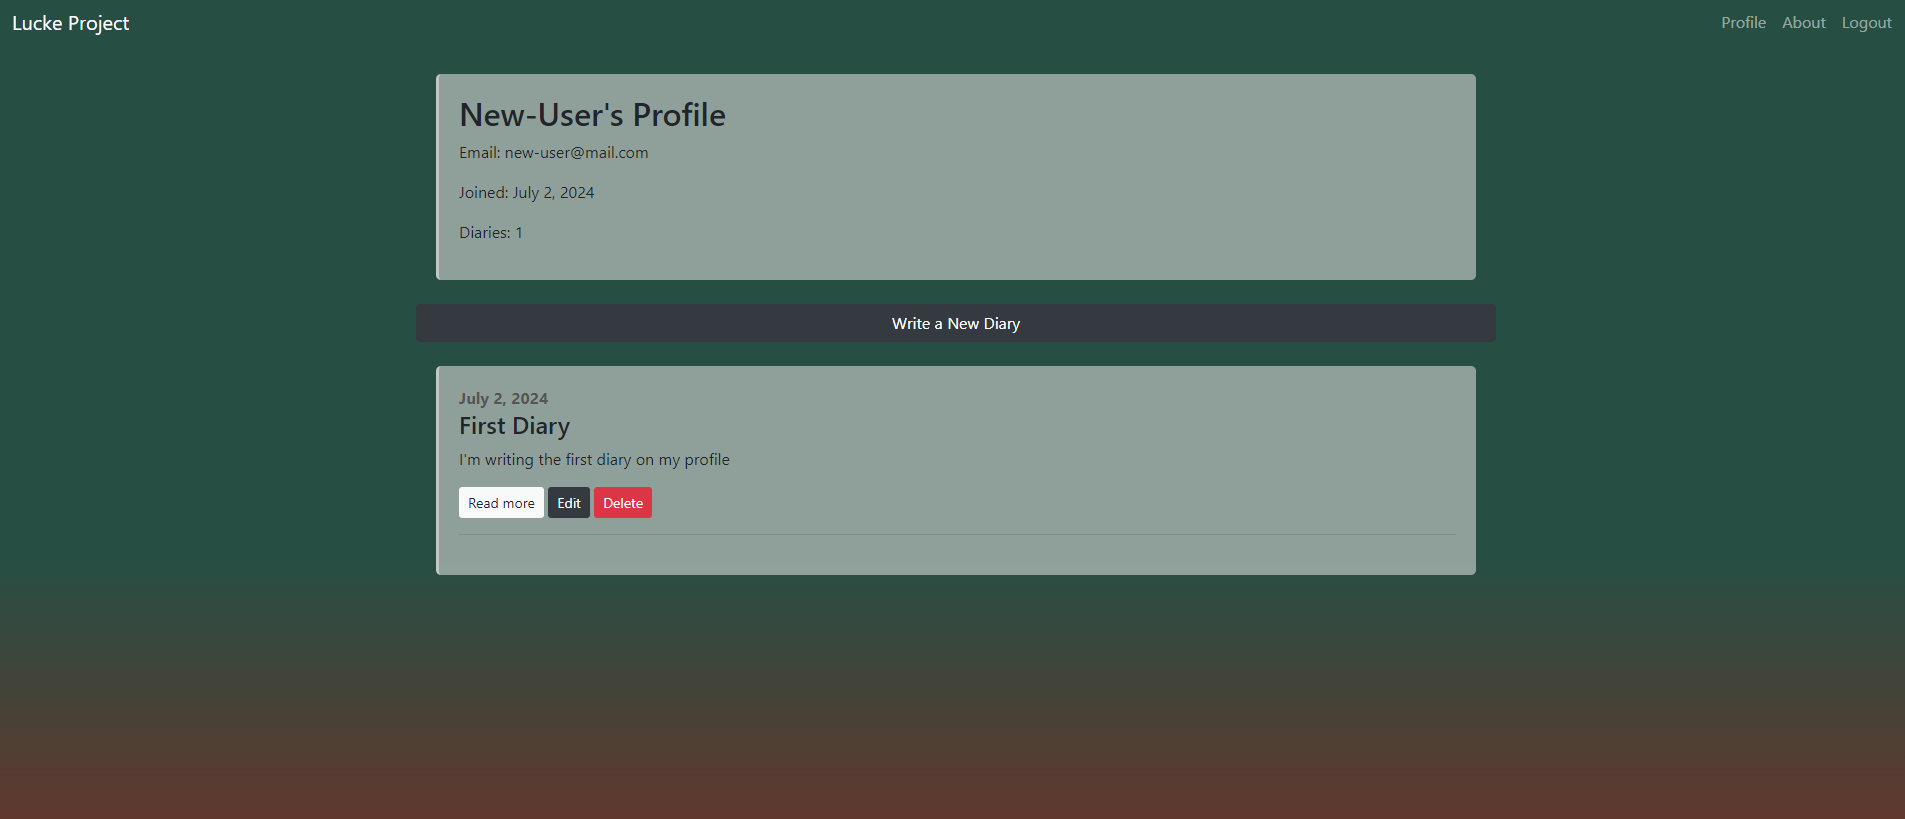 Lucke Project
Profile About Logout
New-User's Profile
Email: new-user@mail.com
Joined: July 2, 2024
Diaries: 1
Write a New Diary
July 2, 2024
First Diary
I'm writing the first diary on my profile
Read more Edit Delete